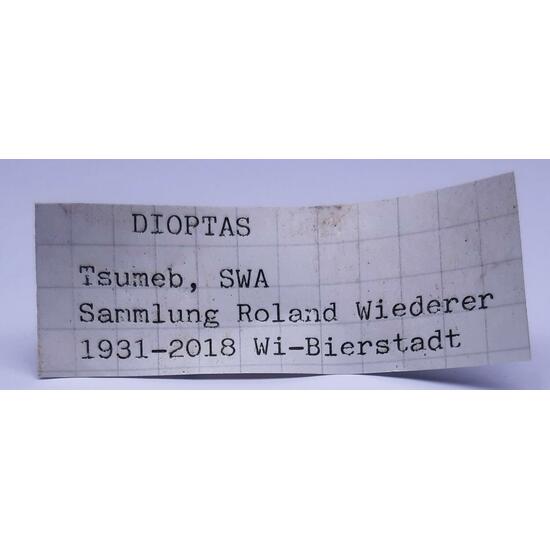 DIOPTAS
Tsumeb, SWA
Sammlung Roland Wiederer
1931-2018 Wi-Bierstadt